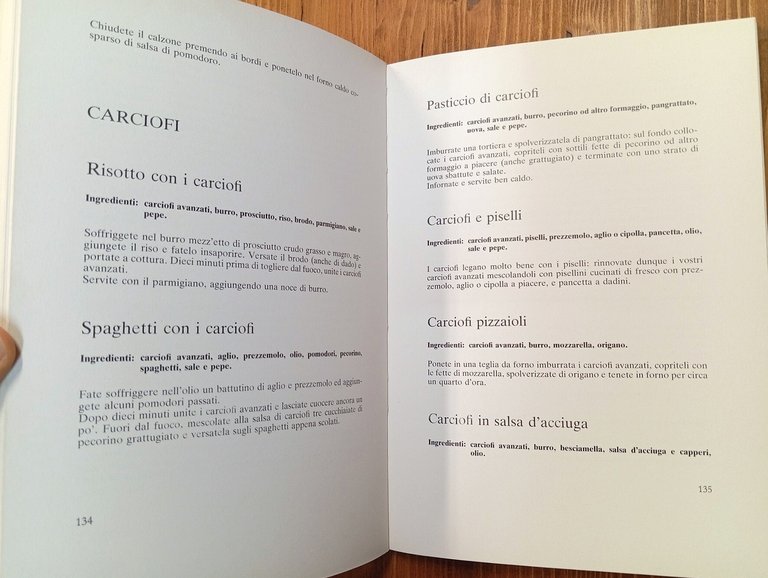 Chiudete il calzone premendo ai bordi e ponetelo nel forno caldo co-
sparso di salsa di pomodoro.
CARCIOFI
Risotto con i carciofi
Ingredienti: carciofi avanzati, burro, prosciutto, riso, brodo, parmigiano, sale e
pepe.
Soffriggete nel burro mezz'etto di prosciutto crudo grasso e magro, ag-
giungete il riso e fatelo insaporire. Versate il brodo (anche di dado) e
portate a cottura. Dieci minuti prima di togliere dal fuoco, unite i carciofi
avanzati.
Servite con il parmigiano, aggiungendo una noce di burro.
Spaghetti con i carciofi
Ingredienti: carciofi avanzati, aglio, prezzemolo, olio, pomodori, pecorino,
spaghetti, sale e pepe.
Fate soffriggere nell'olio un battutino di aglio e prezzemolo ed aggiun-
gete alcuni pomodori passati.
Dopo dieci minuti unite i carciofi avanzati e lasciate cuocere ancora un
po'. Fuori dal fuoco, mescolate alla salsa di carciofi tre cucchiaiate di
pecorino grattugiato e versatela sugli spaghetti appena scolati.
134
Pasticcio di carciofi
Ingredienti: carciofi avanzati, burro, pecorino od altro formaggio, pangrattato,
uova, sale e pepe.
Imburrate una tortiera e spolverizzatela di pangrattato: sul fondo collo-
cate i carciofi avanzati, copriteli con sottili fette di pecorino od altro
formaggio a piacere (anche grattugiato) e terminate con uno strato di
uova sbattute e salate.
Infornate e servite ben caldo.
Carciofi e piselli
Ingredienti: carciofi avanzati, piselli, prezzemolo, aglio o cipolla, pancetta, olio,
sale e pepe.
I carciofi legano molto bene con i piselli: rinnovate dunque i vostri
carciofi avanzati mescolandoli con pisellini cucinati di fresco con prez-
zemolo, aglio o cipolla a piacere, e pancetta a dadini.
Carciofi pizzaioli
Ingredienti: carciofi avanzati, burro, mozzarella, origano.
Ponete in una teglia da forno imburrata i carciofi avanzati, copriteli con
le fette di mozzarella, spolverizzate di origano e tenete in forno per circa
un quarto d'ora.
Carciofi in salsa d'acciuga
Ingredienti: carciofi avanzati, burro, besciamella, salsa d'acciuga e capperi,
olio.
135